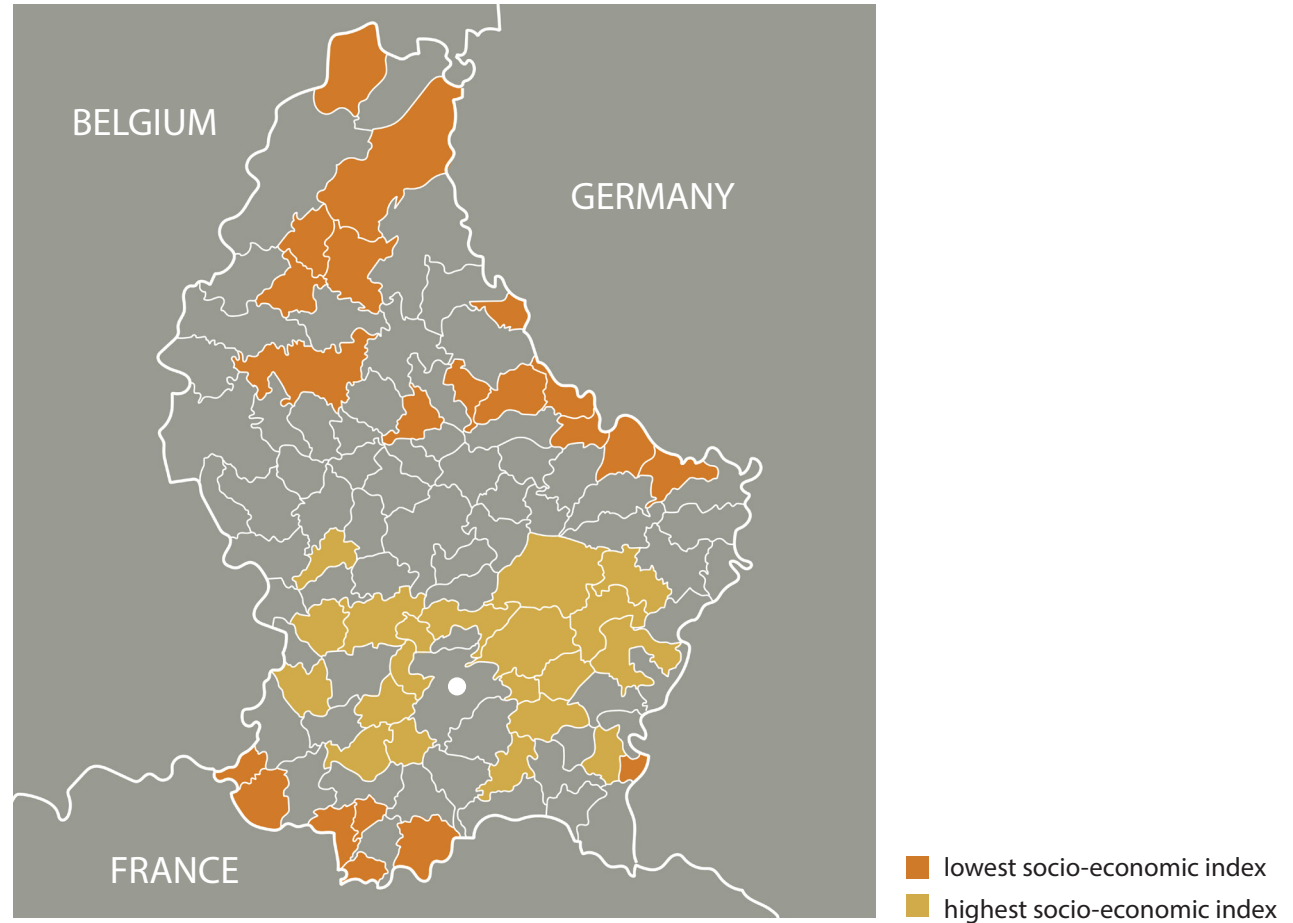 BELGIUM
GERMANY
FRANCE
lowest socio-economic index
highest socio-economic index